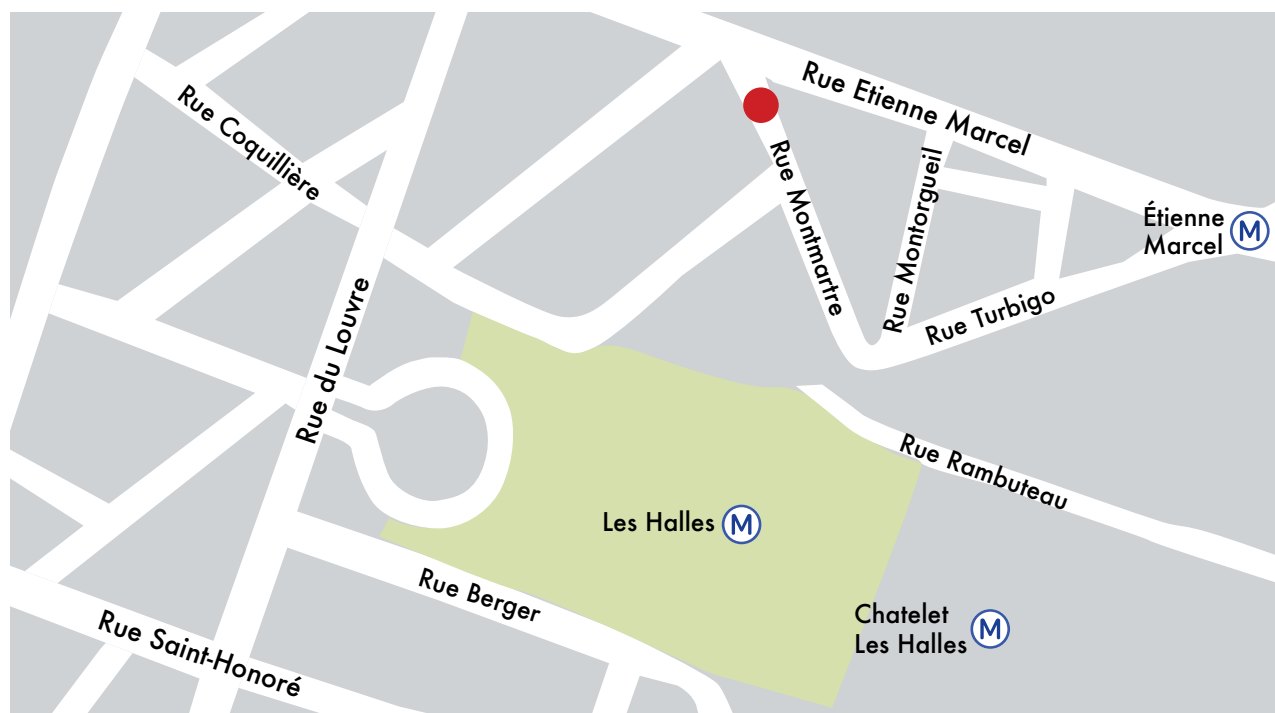 Rue Etienne Marcel
Rue Coquillière
Rue Montmartre
Rue Montorgueil
Étienne
Marcel
M
Rue du Louvre
Rue Turbigo
Rue Rambuteau
Les Halles M
Rue Berger
Chatelet
Les Halles
M
Rue Saint-Honoré